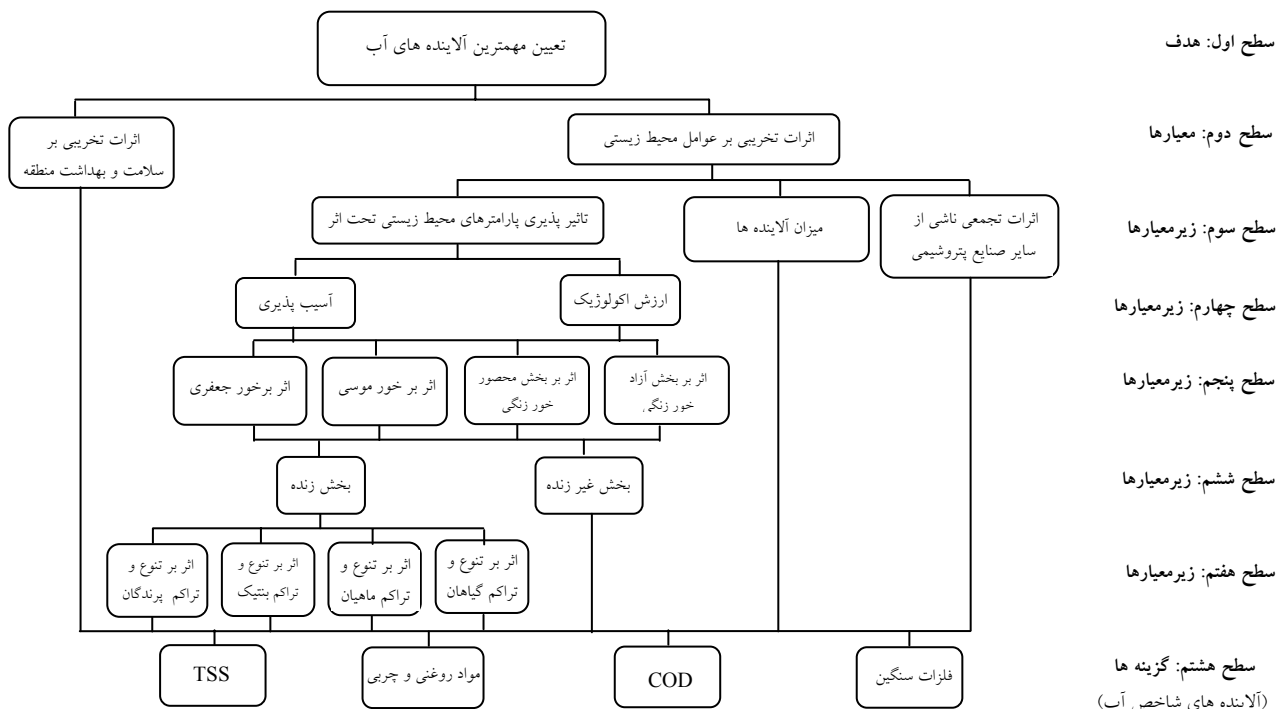 سطح اول: هدف
تعیین مهمترین آلاینده های آب
سطح دوم: معیارها
اثرات تخریبی بر عوامل محیط زیستی
اثرات تخریبی بر
سلامت و بهداشت منطقه
سطح سوم: زیرمعیارها
اثرات تجمعی ناشی از
سایر صنایع پتروشیمی
میزان آلاینده ها
تاثیر پذیری پارامترهای محیط زیستی تحت اثر
سطح چهارم: زیرمعیارها
ارزش اکولوژیک
آسیب پذیری
سطح پنجم: زیرمعیارها
اثر بر بخش آزاد
خور زنگی
اثر بر بخش محصور
خور زنگی
اثر بر خور موسی
اثر برخور جعفری
سطح ششم: زیرمعیارها
بخش غیر زنده
بخش زنده
سطح هفتم: زیرمعیارها
اثر بر تنوع و
تراکم گیاهان
اثر بر تنوع و
تراکم ماهیان
اثر بر تنوع و
تراکم بنتیک
اثر بر تنوع و
تراکم پرندگان
سطح هشتم: گزینه ها
(آلاینده های شاخص آب)
فلزات سنگین
COD
مواد روغنی و چربی
TSS